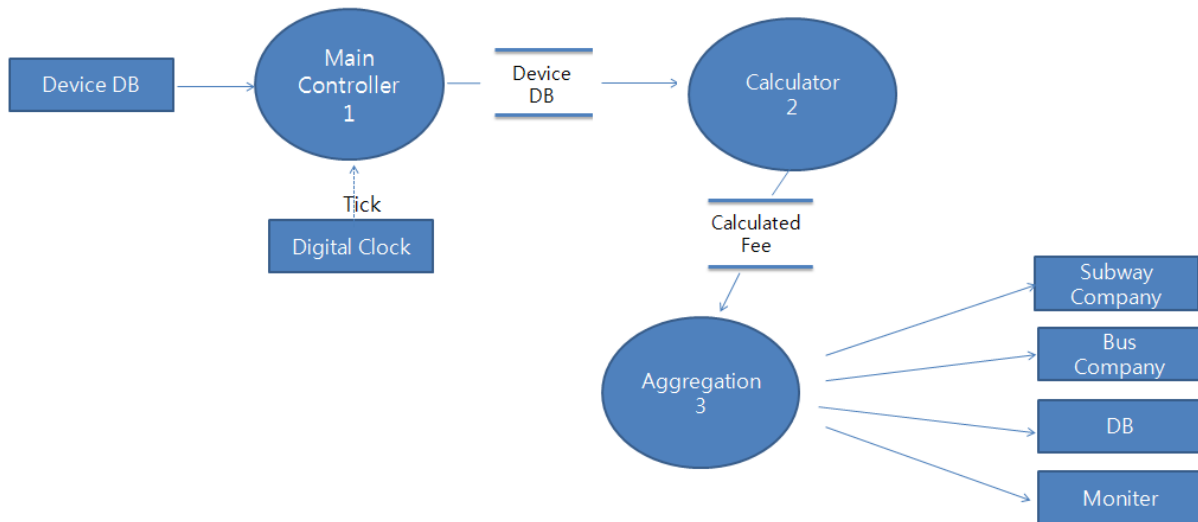 Device DB
Main
Controller
1
Device
DB
Calculator
2
Tick
Digital Clock
Calculated
Fee
Aggregation
3
Subway
Company
Bus
Company
DB
Moniter